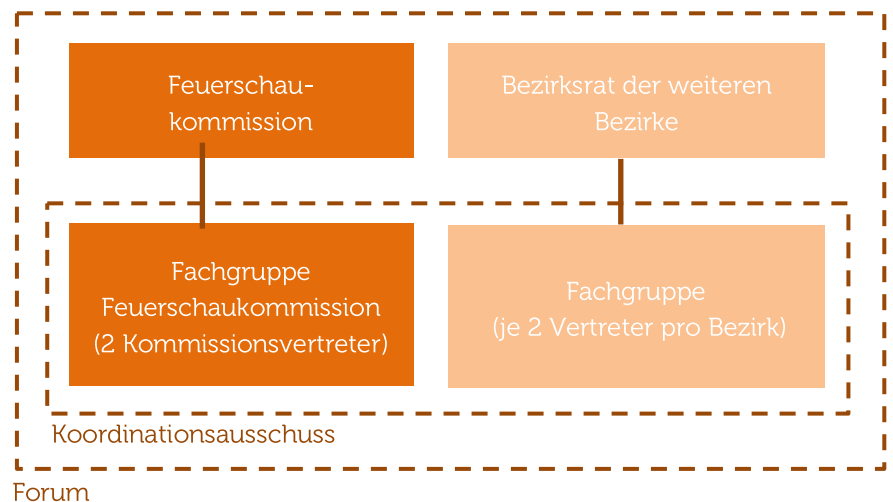 Feuerschau-
kommission
Bezirksrat der weiteren
Bezirke
Fachgruppe
Feuerschaukommission
(2 Kommissionsvertreter)
Fachgruppe
(je 2 Vertreter pro Bezirk)
Koordinationsausschuss
Forum